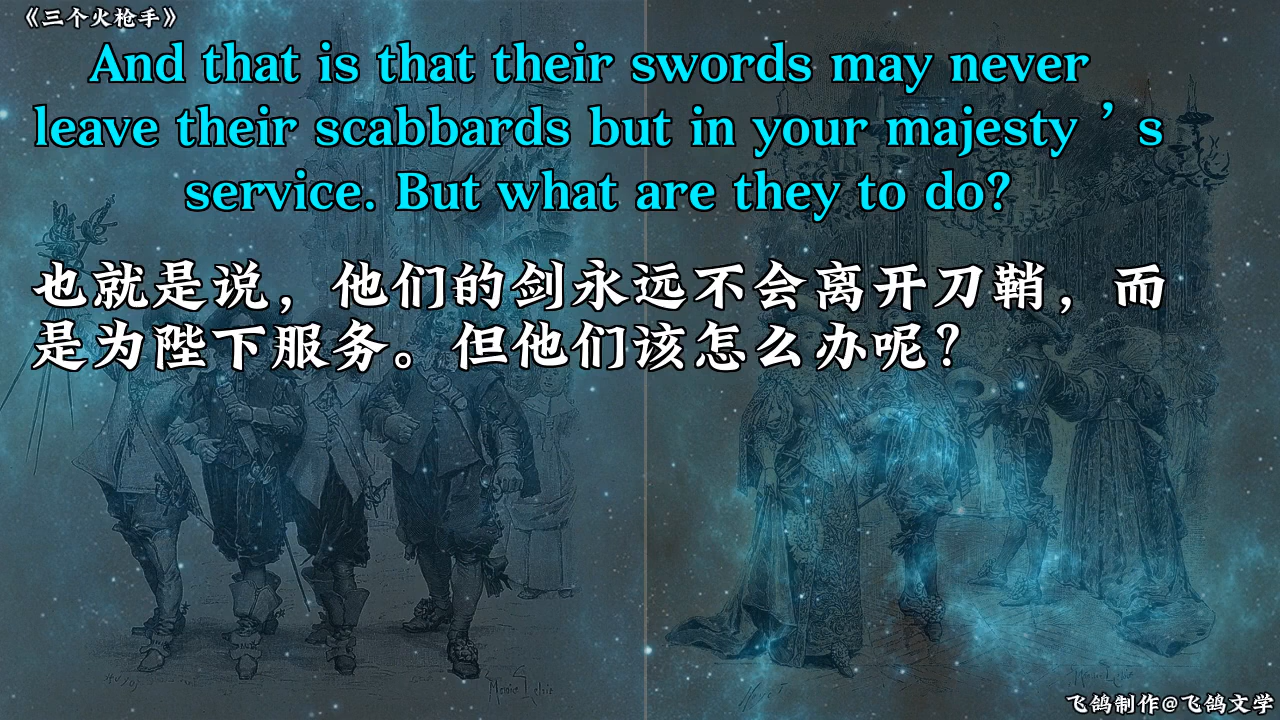 《三个火枪手》
And that is that their swords may never
leave their scabbards but in your majesty ’ s
service. But what are they to do?
也就是说，他们的剑永远不会离开刀鞘，而
是为陛下服务。但他们该怎么办呢？
飞鸽制作@飞鸽文学